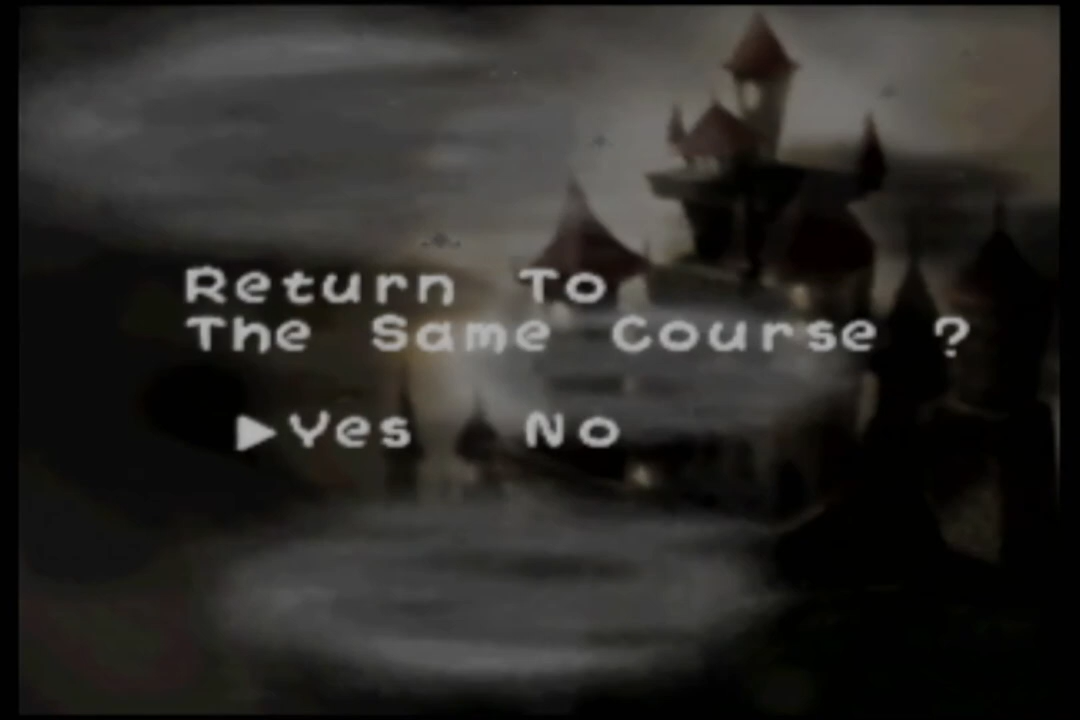 Return To
The Same Course ?
▶Yes No